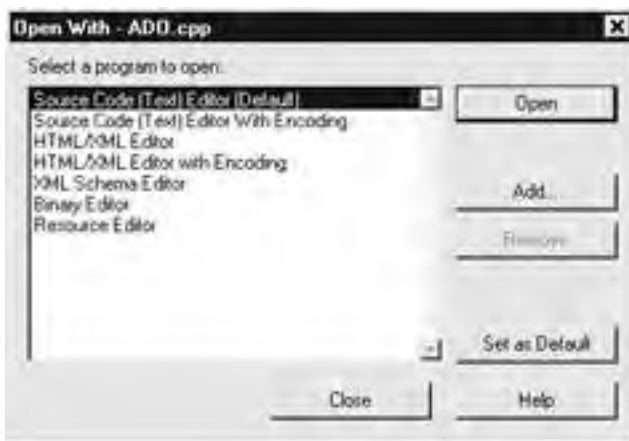 Open With - ADO.cpp
Select a program to open:
Source Code (Text) Editor (Default)
Source Code (Text) Editor With Encoding
HTML/XML Editor
HTML/XML Editor with Encoding
XML Schema Editor
Binary Editor
Resource Editor
Open
Add...
Remove
Set as Default
Close
Help